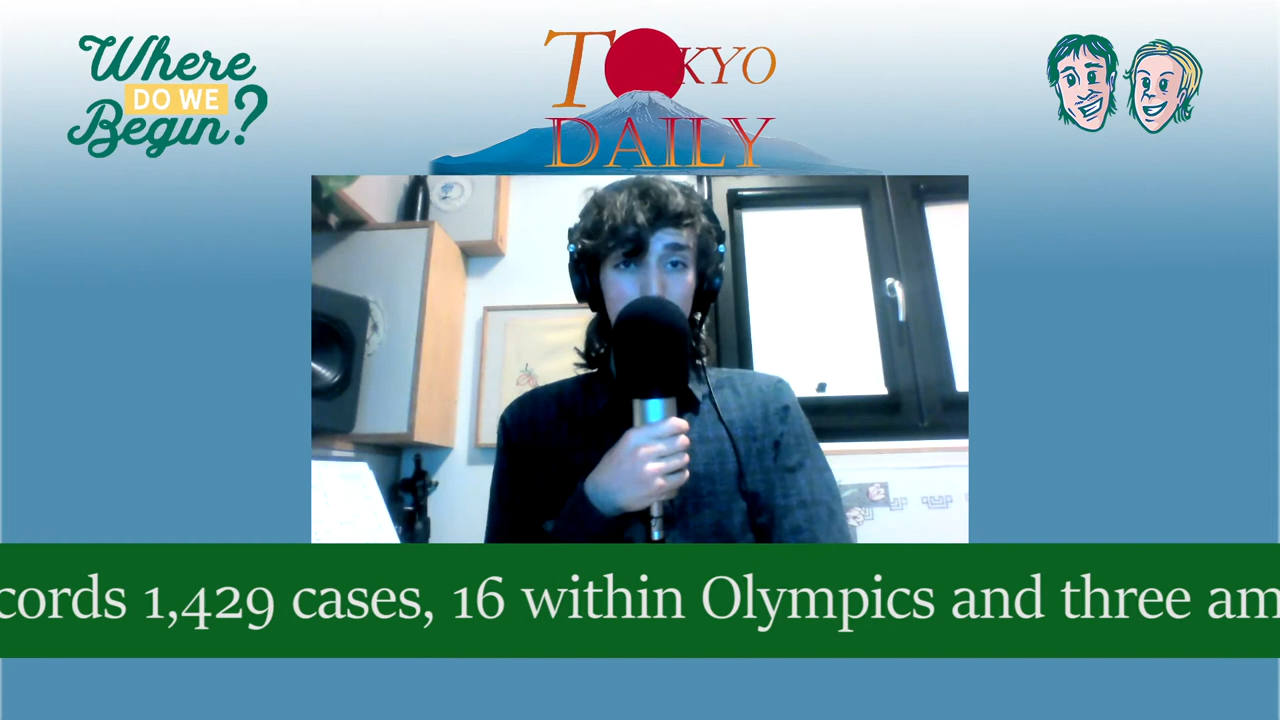 Where
DO WE
Begin?
TOKYO
DAILY
cords 1,429 cases, 16 within Olympics and three am